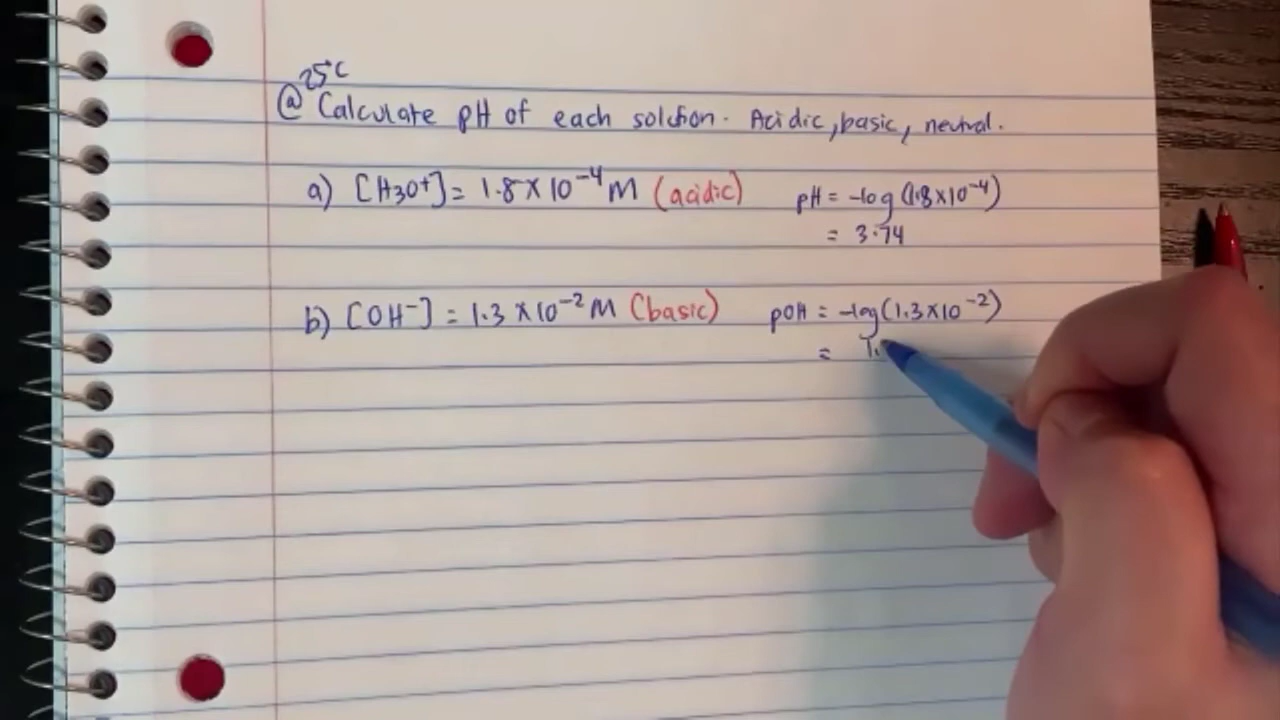 25°C
@ Calculate pH of each solution. Acidic, basic, neutral.
a) [H3O+] = 1.8 x 10⁻⁴ M (acidic) pH = -log (1.8x10⁻⁴)
= 3.74
b) [OH⁻] = 1.3 x 10⁻² M (basic) pOH = -log(1.3x10⁻²)
= 1.